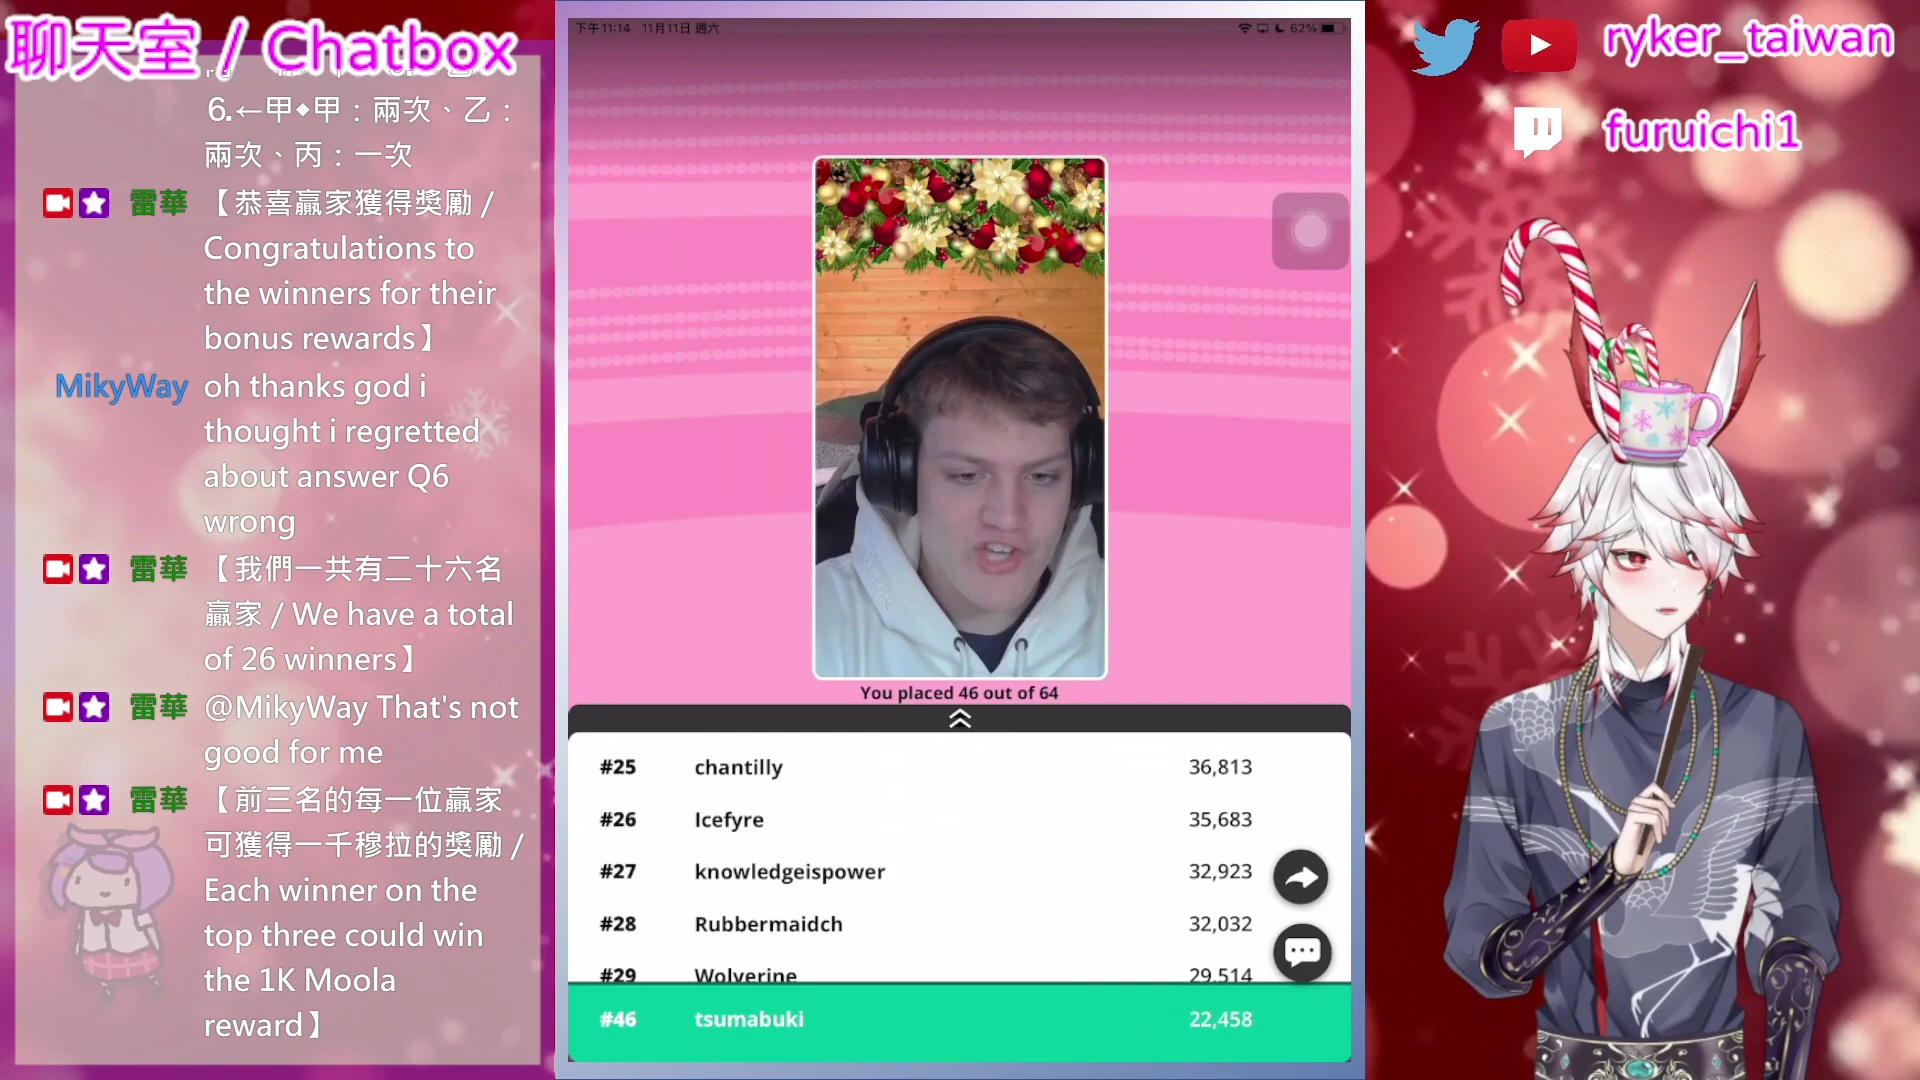 聊天室 / Chatbox
6.←甲◆甲：兩次、乙：
兩次、丙：一次
雷華 【恭喜贏家獲得獎勵 /
Congratulations to
the winners for their
bonus rewards】
MikyWay oh thanks god i
thought i regretted
about answer Q6
wrong
雷華 【我們一共有二十六名
贏家 / We have a total
of 26 winners】
雷華 @MikyWay That's not
good for me
雷華 【前三名的每一位贏家
可獲得一千穆拉的獎勵 /
Each winner on the
top three could win
the 1K Moola
reward】
下午11:14 11月11日 週六
62%
You placed 46 out of 64
#25 chantilly 36,813
#26 Icefyre 35,683
#27 knowledgeispower 32,923
#28 Rubbermaidch 32,032
#29 Wolverine 29,514
#46 tsumabuki 22,458
ryker_taiwan
furuichi1